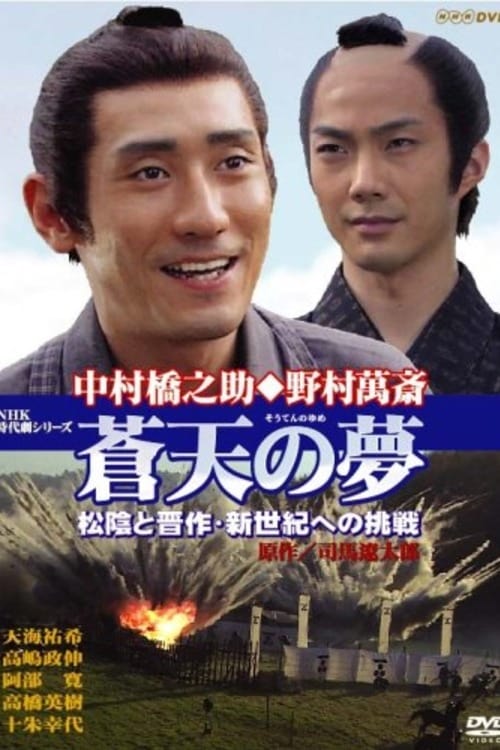 NHK DVD
中村橋之助◆野村萬斎
NHK
時代劇シリーズ
そうてんのゆめ
蒼天の夢
松陰と晋作・新世紀への挑戦
原作／司馬遼太郎
天海祐希
高嶋政伸
阿部 寛
高橋英樹
十朱幸代
DVD
VIDEO